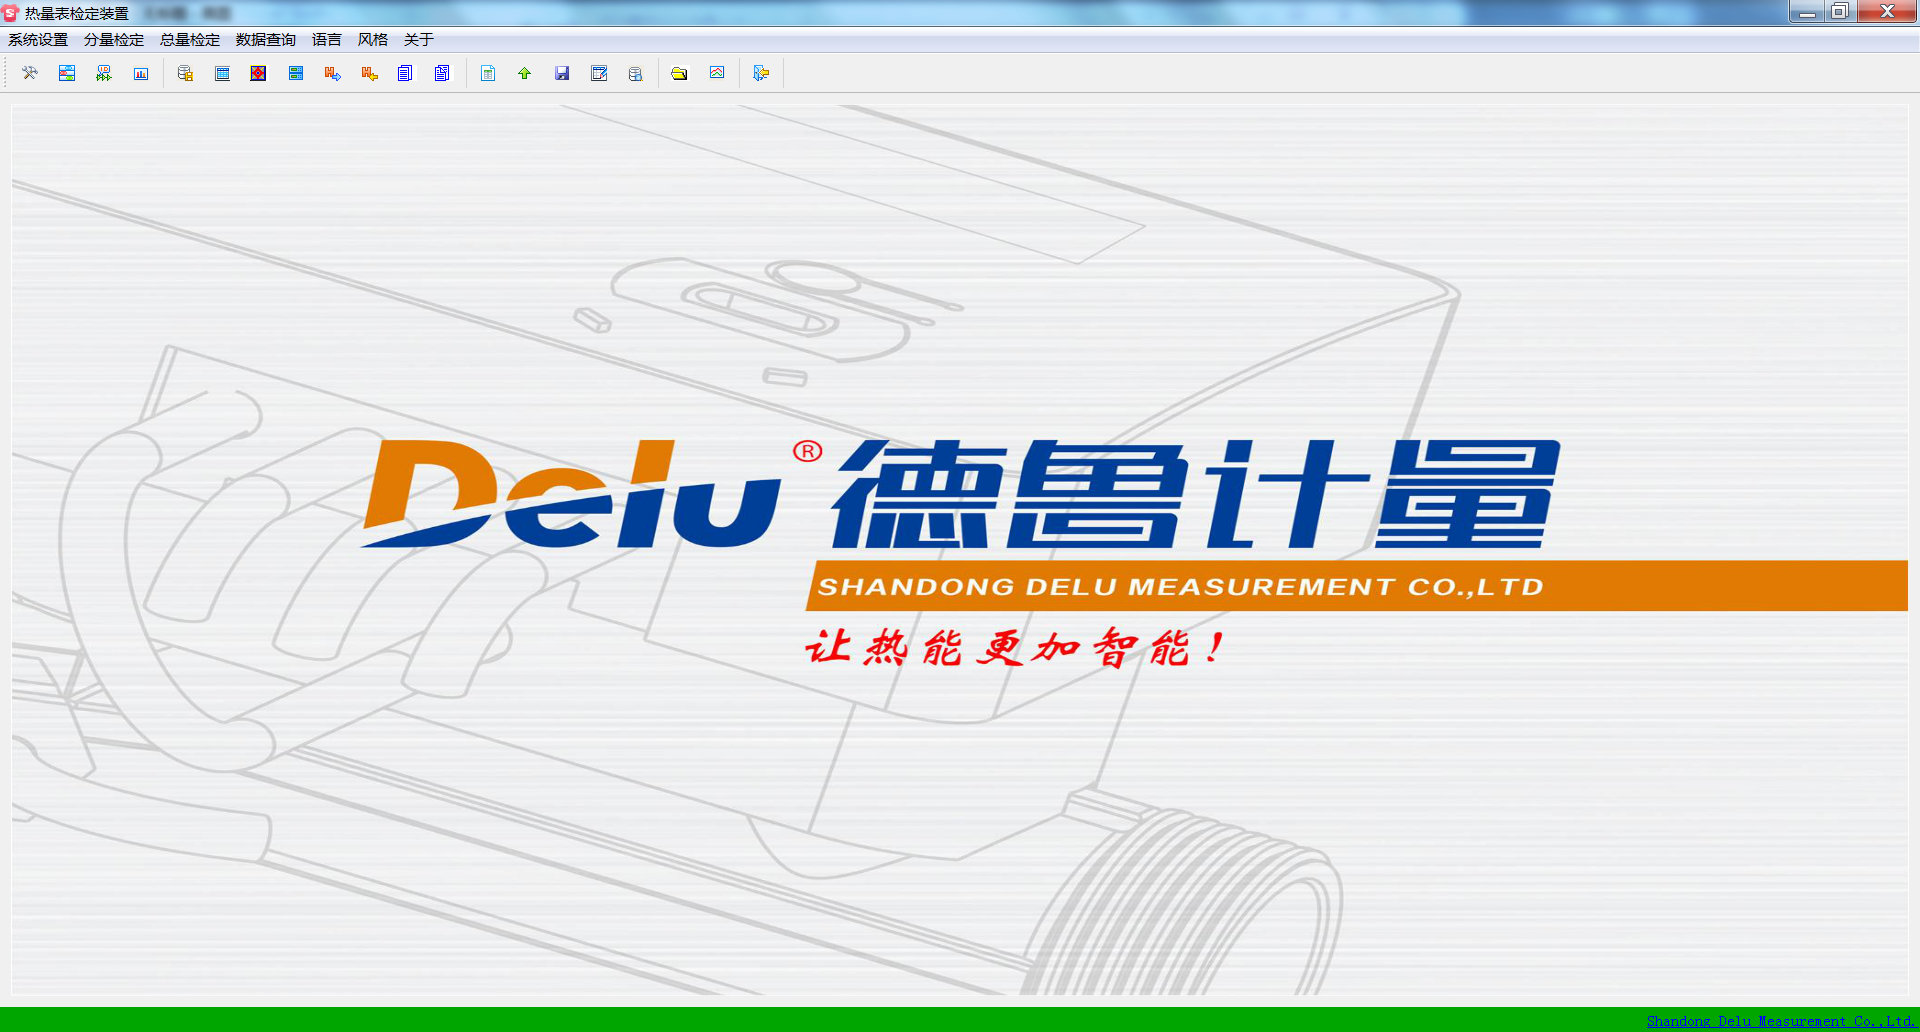 热量表检定装置
系统设置 分量检定 总量检定 数据查询 语言 风格 关于
Delu® 德鲁计量
SHANDONG DELU MEASUREMENT CO.,LTD
让热能更加智能!
Shandong Delu Measurement Co.,Ltd.